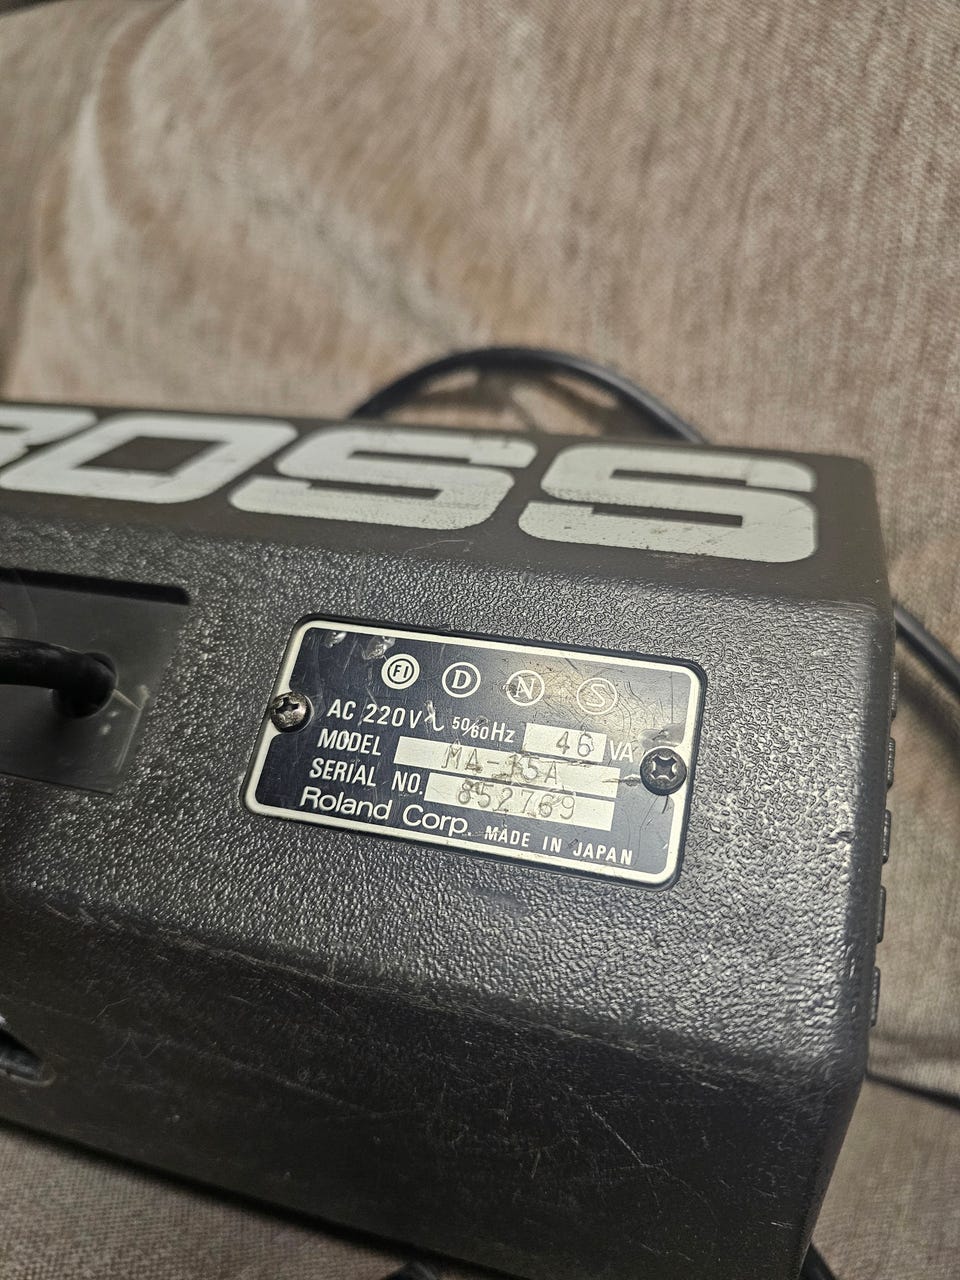 BOSS
FI D N S
AC 220V 50/60Hz 46 VA
MODEL MA-15A
SERIAL NO. 852769
Roland Corp. MADE IN JAPAN